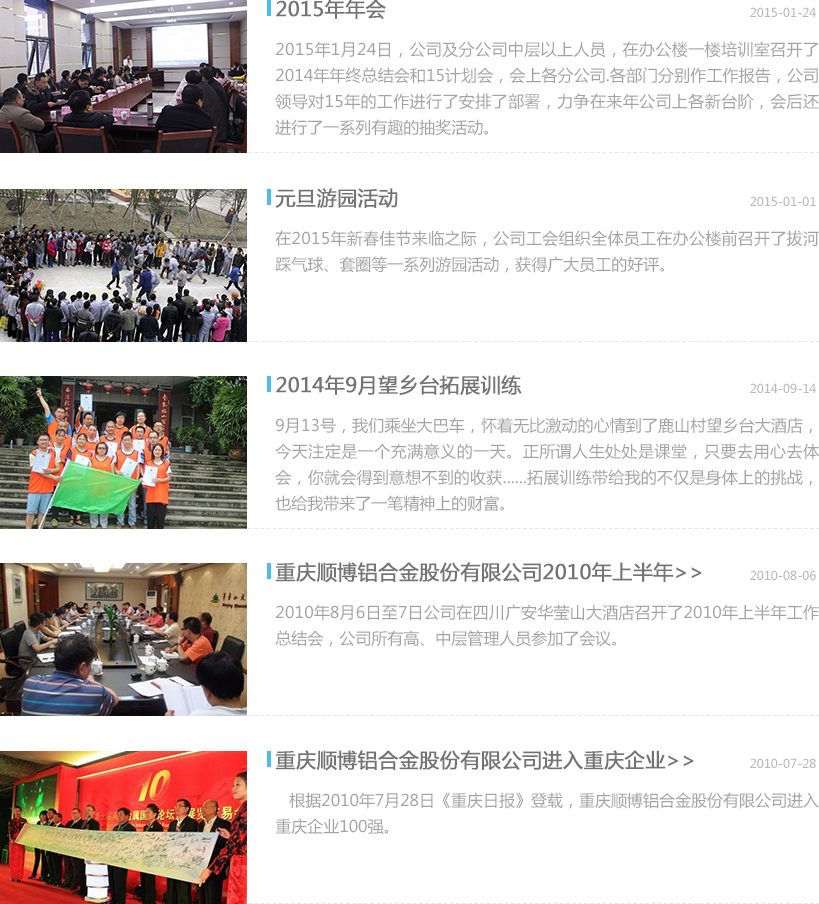 2015年年会
2015-01-24
2015年1月24日，公司及分公司中层以上人员，在办公楼一楼培训室召开了
2014年年终总结会和15计划会，会上各分公司.各部门分别作工作报告，公司
领导对15年的工作进行了安排了部署，力争在来年公司上各新台阶，会后还
进行了一系列有趣的抽奖活动。
元旦游园活动
2015-01-01
在2015年新春佳节来临之际，公司工会组织全体员工在办公楼前召开了拔河
踩气球、套圈等一系列游园活动，获得广大员工的好评。
2014年9月望乡台拓展训练
2014-09-14
9月13号，我们乘坐大巴车，怀着无比激动的心情到了鹿山村望乡台大酒店，
今天注定是一个充满意义的一天。正所谓人生处处是课堂，只要去用心去体
会，你就会得到意想不到的收获......拓展训练带给我的不仅是身体上的挑战，
也给我带来了一笔精神上的财富。
重庆顺博铝合金股份有限公司2010年上半年>>
2010-08-06
2010年8月6日至7日公司在四川广安华莹山大酒店召开了2010年上半年工作
总结会，公司所有高、中层管理人员参加了会议。
重庆顺博铝合金股份有限公司进入重庆企业>>
2010-07-28
根据2010年7月28日《重庆日报》登载，重庆顺博铝合金股份有限公司进入
重庆企业100强。
10